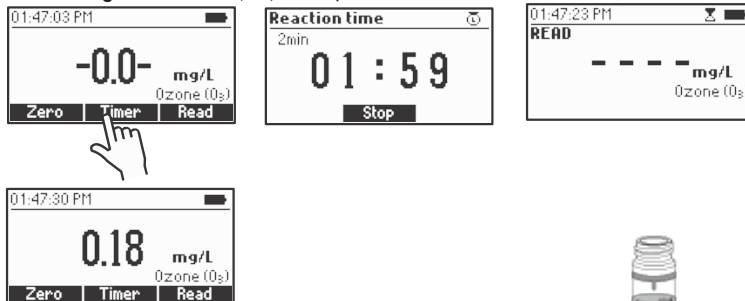 01:47:03 PM
-0.0- mg/L
Ozone (O₃)
Zero Timer Read
Reaction time
2min
01:59
Stop
01:47:23 PM
READ
- - - - mg/L
Ozone (O₃
01:47:30 PM
0.18 mg/L
Ozone (O₃)
Zero Timer Read